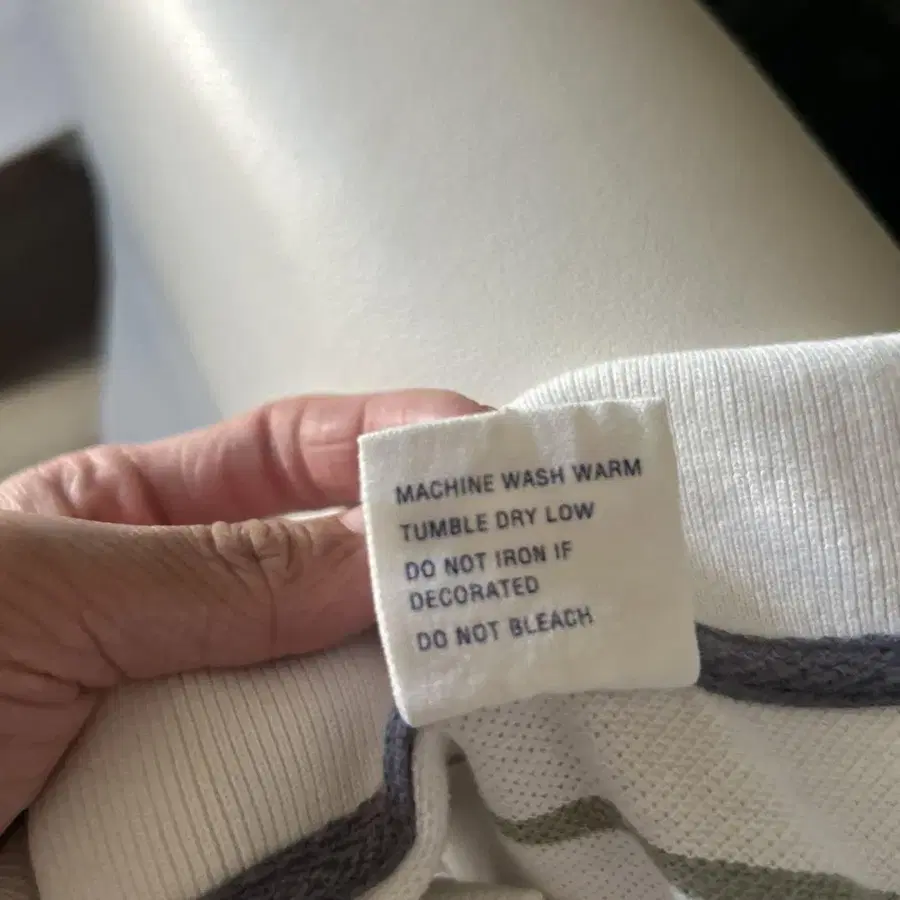 MACHINE WASH WARM
TUMBLE DRY LOW
DO NOT IRON IF
DECORATED
DO NOT BLEACH